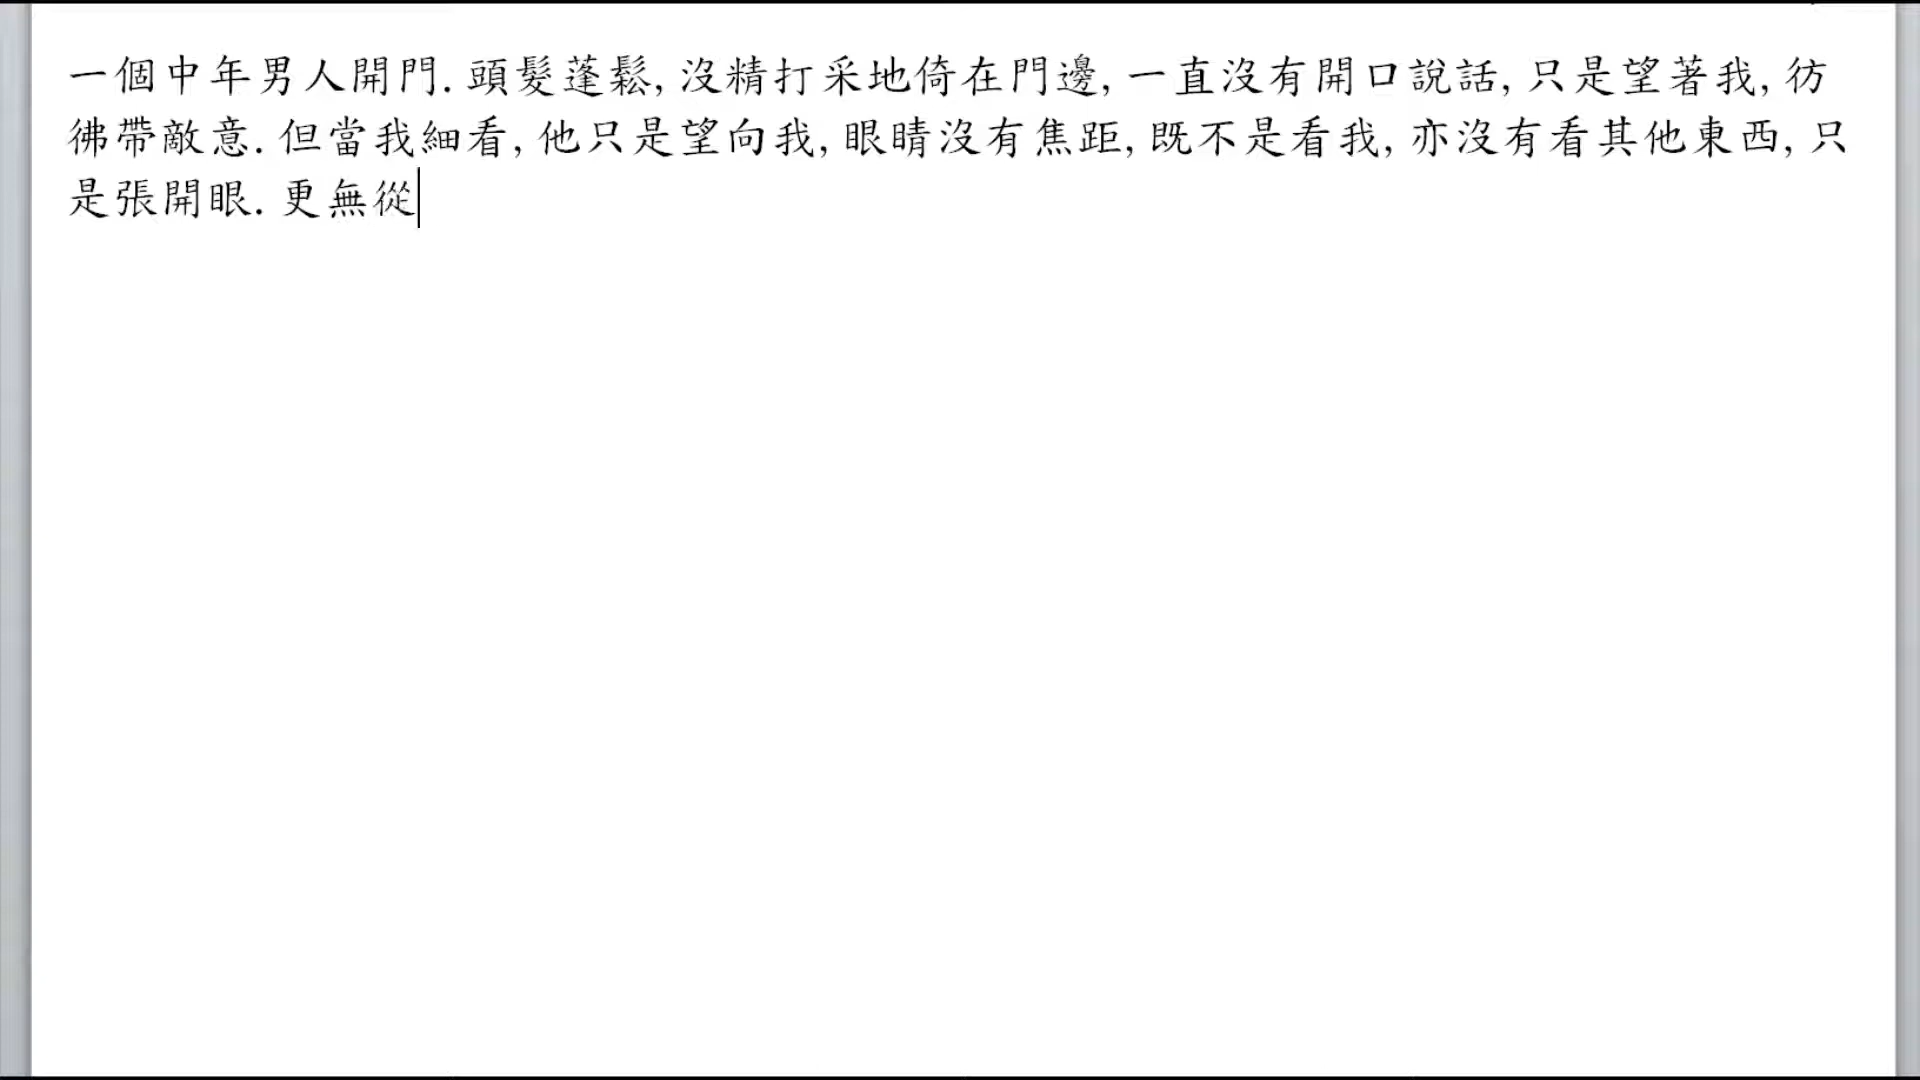 一個中年男人開門. 頭髮蓬鬆, 沒精打采地倚在門邊, 一直沒有開口說話, 只是望著我, 彷
彿帶敵意. 但當我細看, 他只是望向我, 眼睛沒有焦距, 既不是看我, 亦沒有看其他東西, 只
是張開眼. 更無從